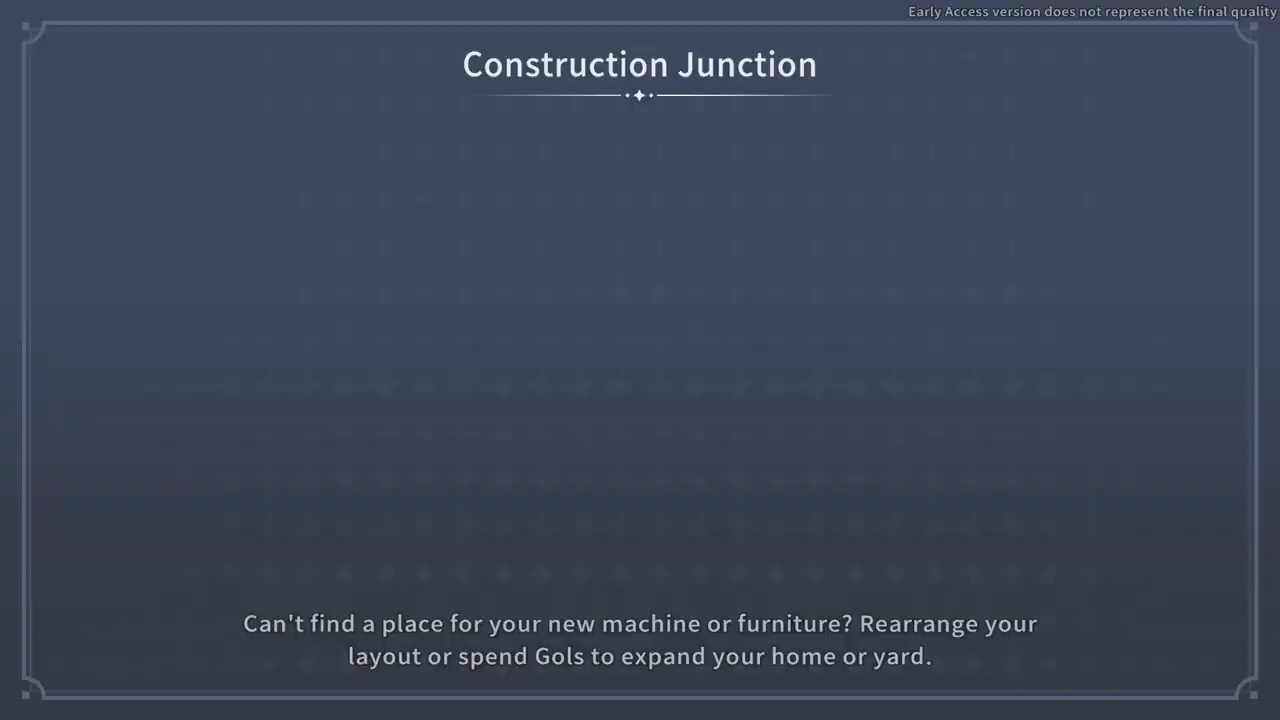 Early Access version does not represent the final quality
Construction Junction
Can't find a place for your new machine or furniture? Rearrange your
layout or spend Gols to expand your home or yard.